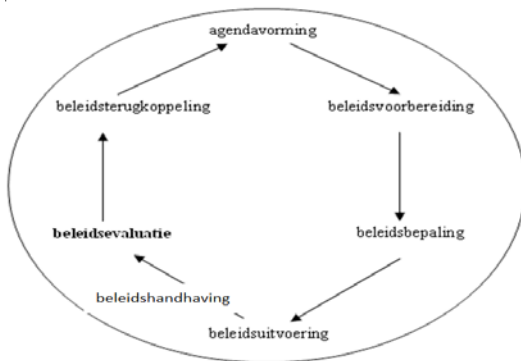 agendavorming
beleidsterugkoppeling
beleidsvoorbereiding
beleidsevaluatie
beleidsbepaling
beleidshandhaving
beleidsuitvoering